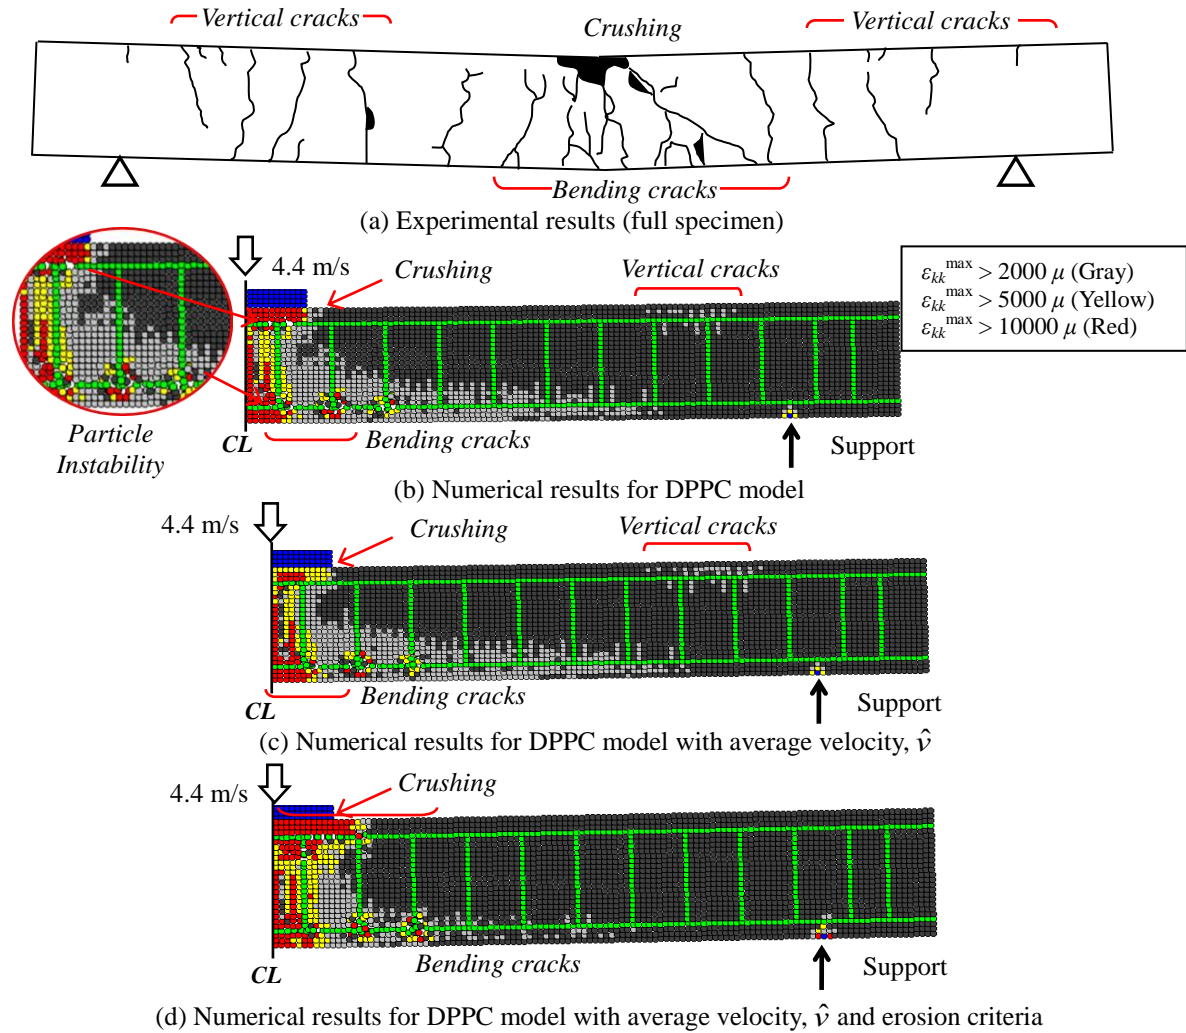 Vertical cracks
Crushing
Vertical cracks
Bending cracks
(a) Experimental results (full specimen)
4.4 m/s
Crushing
Vertical cracks
εₖₖᵐᵃˣ > 2000 μ (Gray)
εₖₖᵐᵃˣ > 5000 μ (Yellow)
εₖₖᵐᵃˣ > 10000 μ (Red)
Particle
Instability
CL
Bending cracks
Support
(b) Numerical results for DPPC model
4.4 m/s
Crushing
Vertical cracks
Bending cracks
CL
Support
(c) Numerical results for DPPC model with average velocity, v̂
4.4 m/s
Crushing
Bending cracks
CL
Support
(d) Numerical results for DPPC model with average velocity, v̂ and erosion criteria